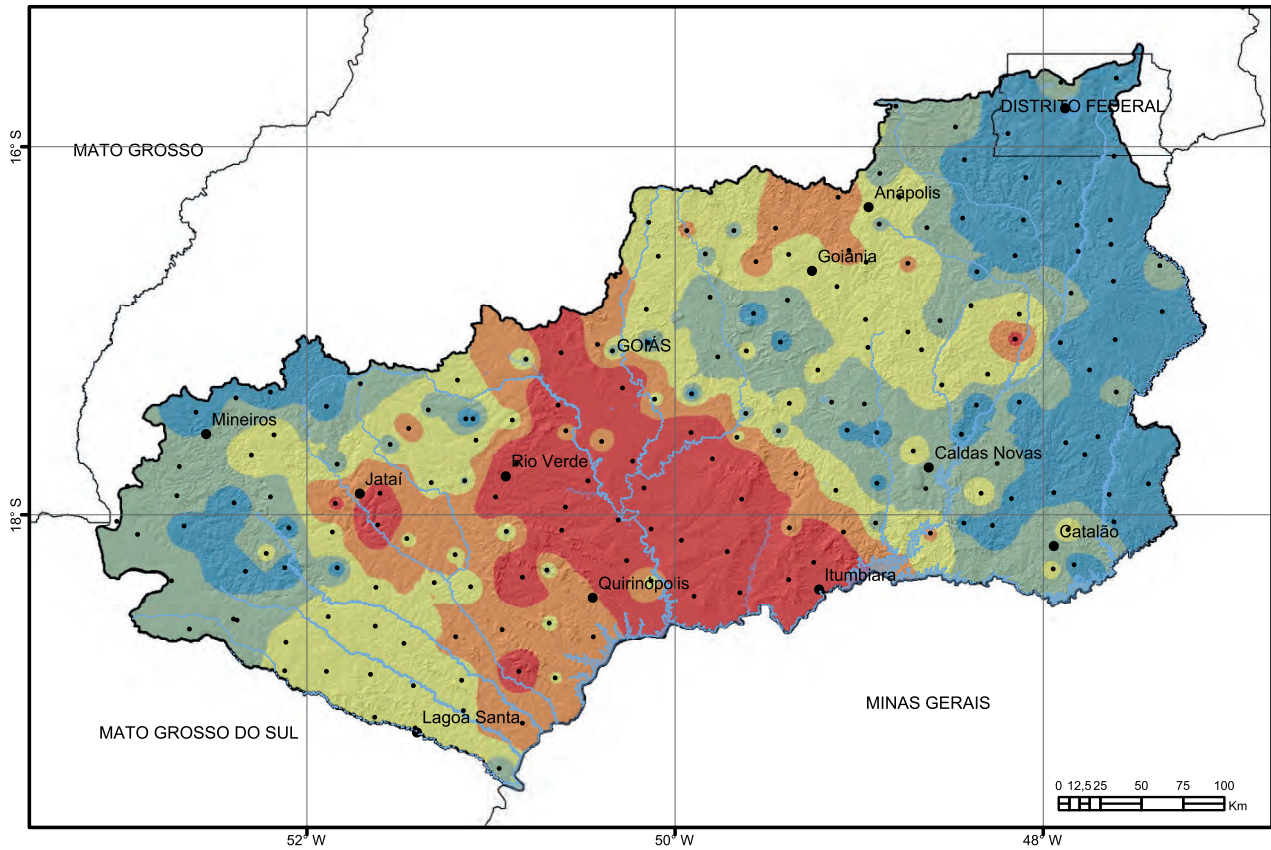 DISTRITO FEDERAL
16° S
MATO GROSSO
Anápolis
Goiânia
GOIÁS
Mineiros
Caldas Novas
Rio Verde
Jataí
18° S
Catalão
Itumbiara
Quirinópolis
MINAS GERAIS
Lagoa Santa
MATO GROSSO DO SUL
0 12,5 25 50 75 100
Km
52° W 50° W 48° W